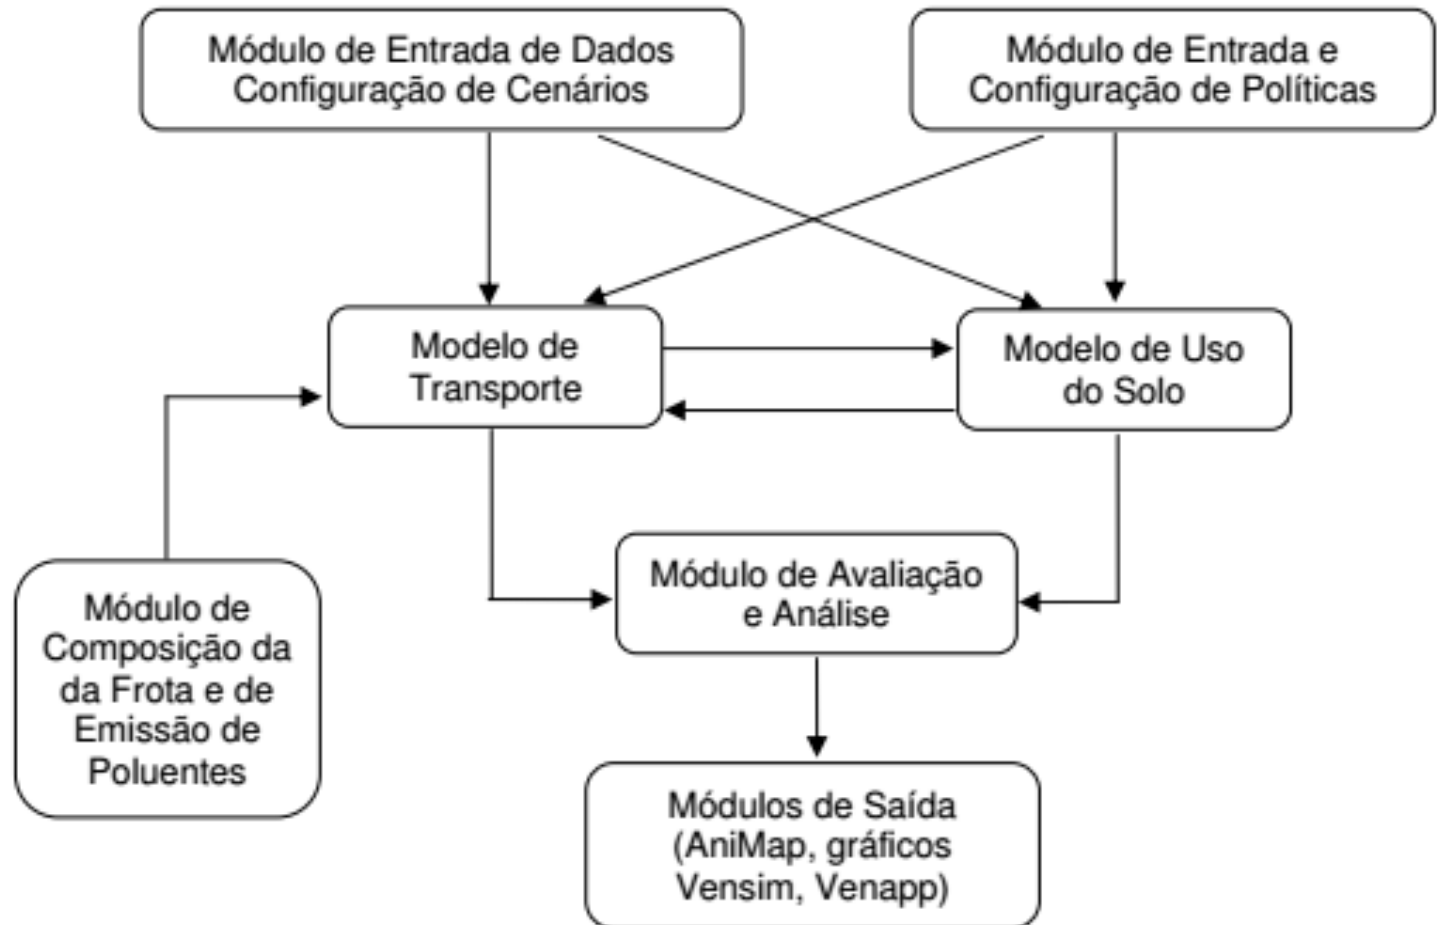 Módulo de Entrada de Dados
Configuração de Cenários
Módulo de Entrada e
Configuração de Políticas
Modelo de
Transporte
Modelo de Uso
do Solo
Módulo de Avaliação
e Análise
Módulo de
Composição da
da Frota e de
Emissão de
Poluentes
Módulos de Saída
(AniMap, gráficos
Vensim, Venapp)